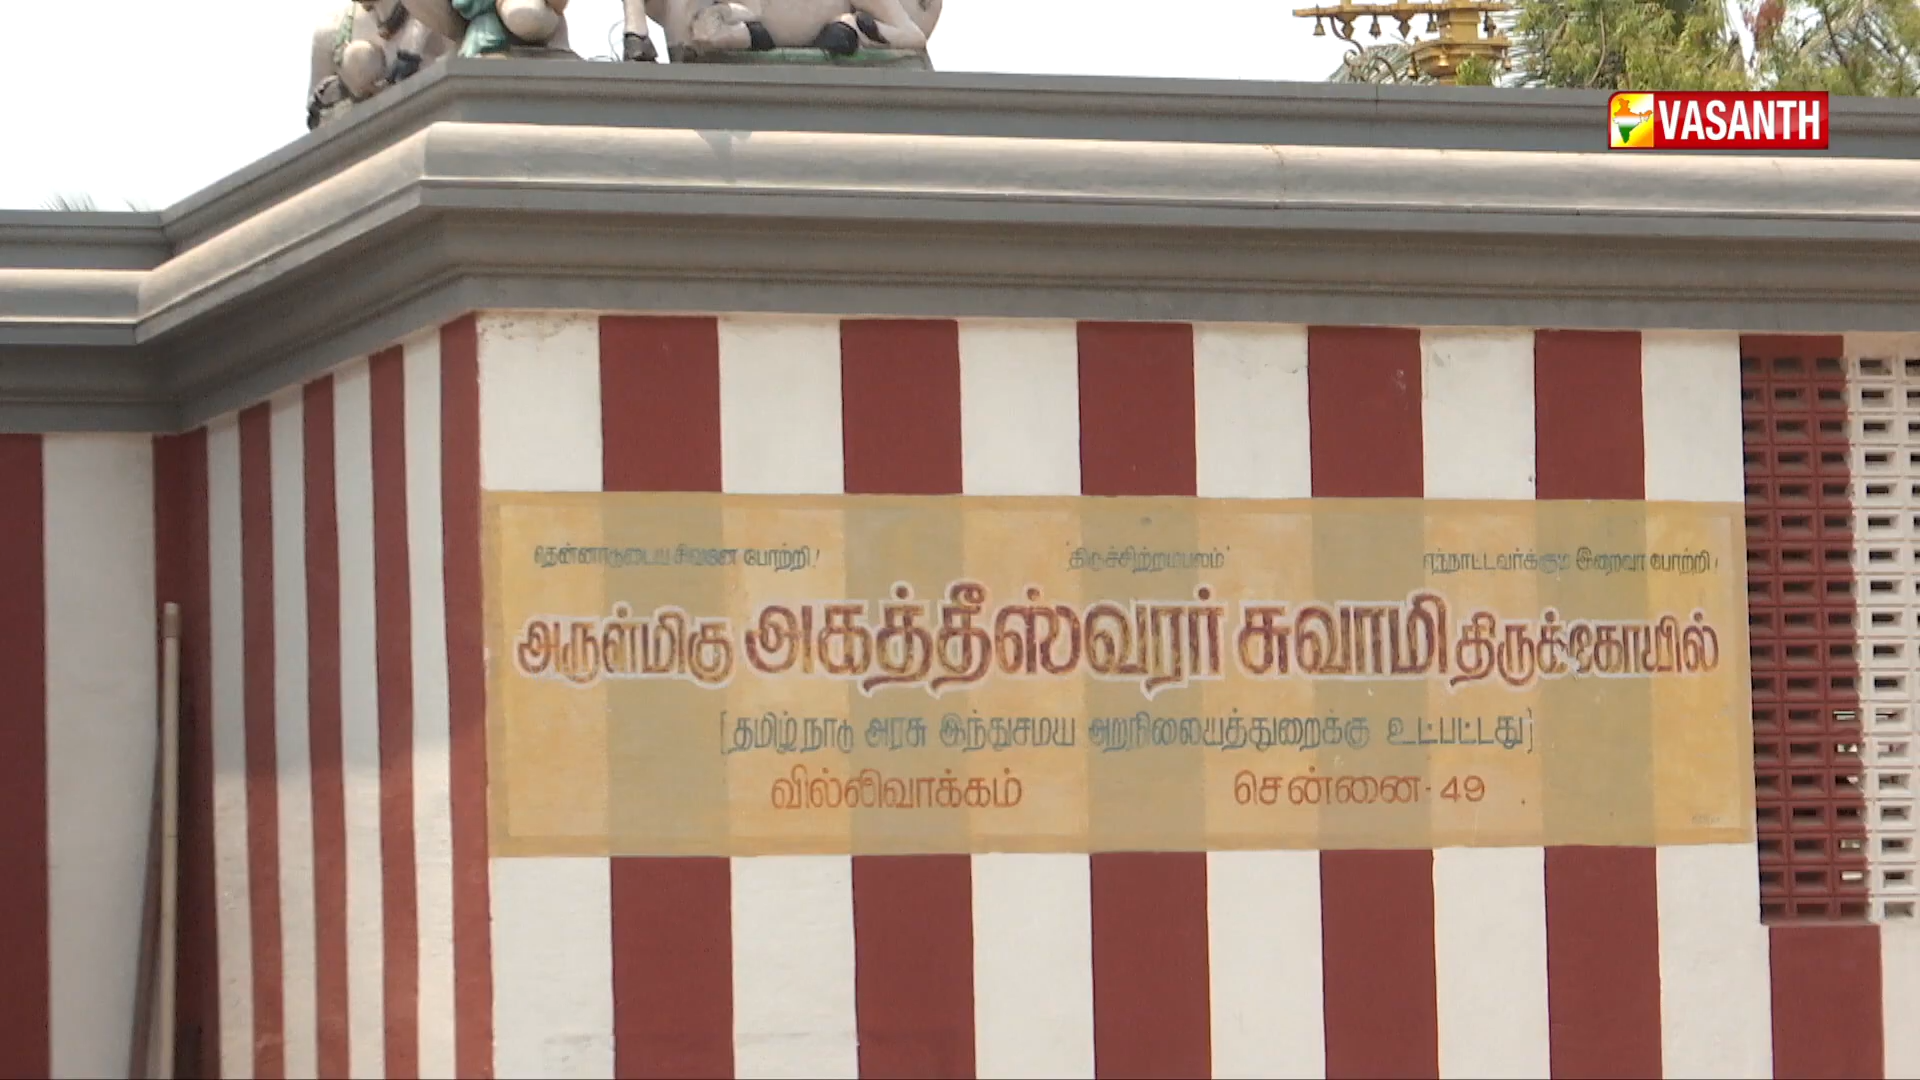 VASANTH
தென்னாடுடைய சிவனே போற்றி! 'திருச்சிற்றம்பலம்' எந்நாட்டவர்க்கும் இறைவா போற்றி!
அருள்மிகு அகத்தீஸ்வரர் சுவாமி திருக்கோயில்
[தமிழ்நாடு அரசு இந்துசமய அறநிலையத்துறைக்கு உட்பட்டது]
வில்லிவாக்கம் சென்னை-49